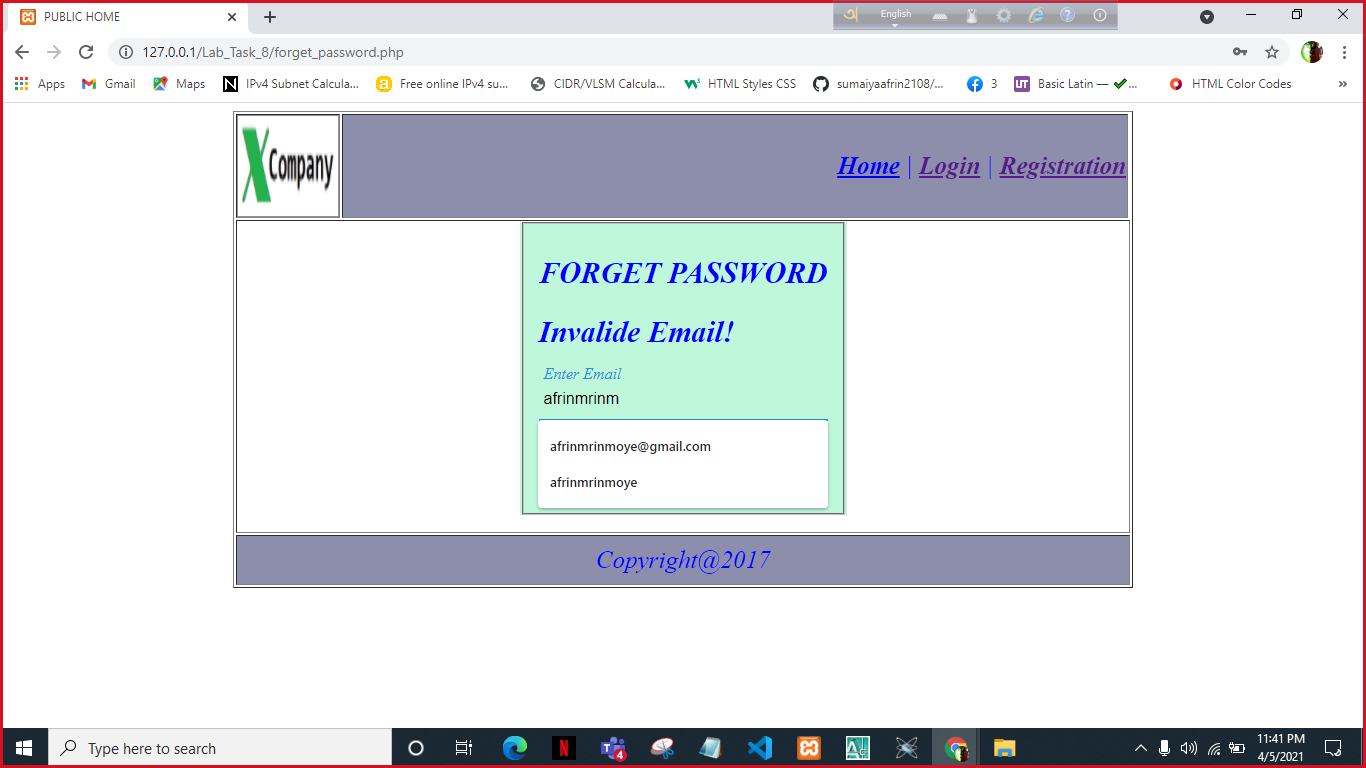 PUBLIC HOME
English
127.0.0.1/Lab_Task_8/forget_password.php
Apps Gmail Maps IPv4 Subnet Calcula... Free online IPv4 su... CIDR/VLSM Calcula... HTML Styles CSS sumaiyaafrin2108/... 3 Basic Latin — ✔... HTML Color Codes »
X Company
Home | Login | Registration
FORGET PASSWORD
Invalide Email!
Enter Email
afrinmrinm
afrinmrinmoye@gmail.com
afrinmrinmoye
Copyright@2017
Type here to search
4
11:41 PM
4/5/2021